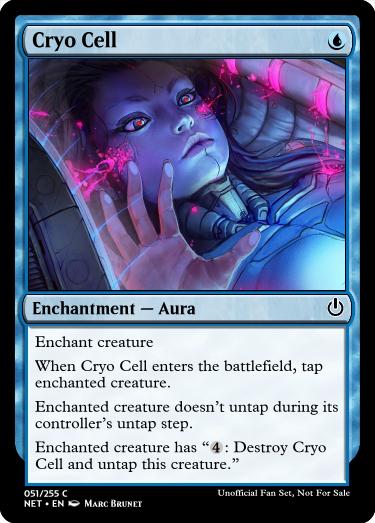 Cryo Cell
Enchantment — Aura
Enchant creature
When Cryo Cell enters the battlefield, tap
enchanted creature.
Enchanted creature doesn't untap during its
controller's untap step.
Enchanted creature has “4: Destroy Cryo
Cell and untap this creature.”
051/255 C
NET • EN Marc Brunet
Unofficial Fan Set, Not For Sale